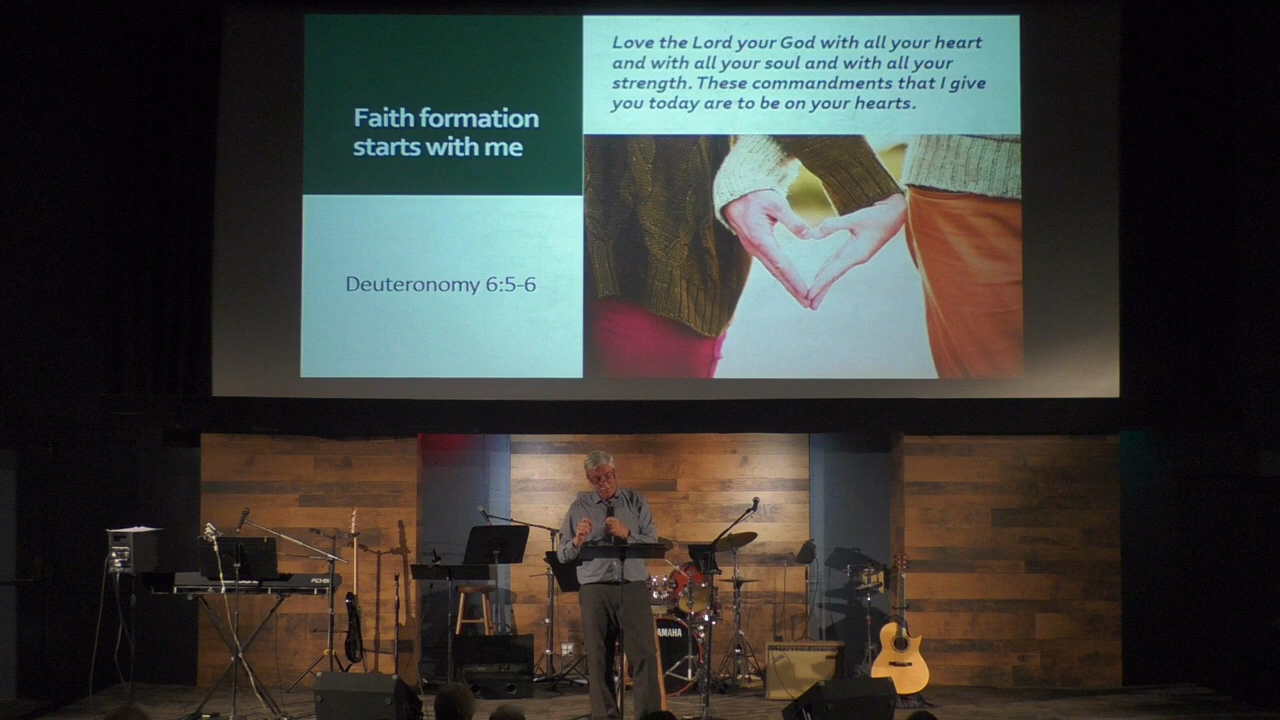 Faith formation
starts with me
Love the Lord your God with all your heart
and with all your soul and with all your
strength. These commandments that I give
you today are to be on your hearts.
Deuteronomy 6:5-6
AMAHA